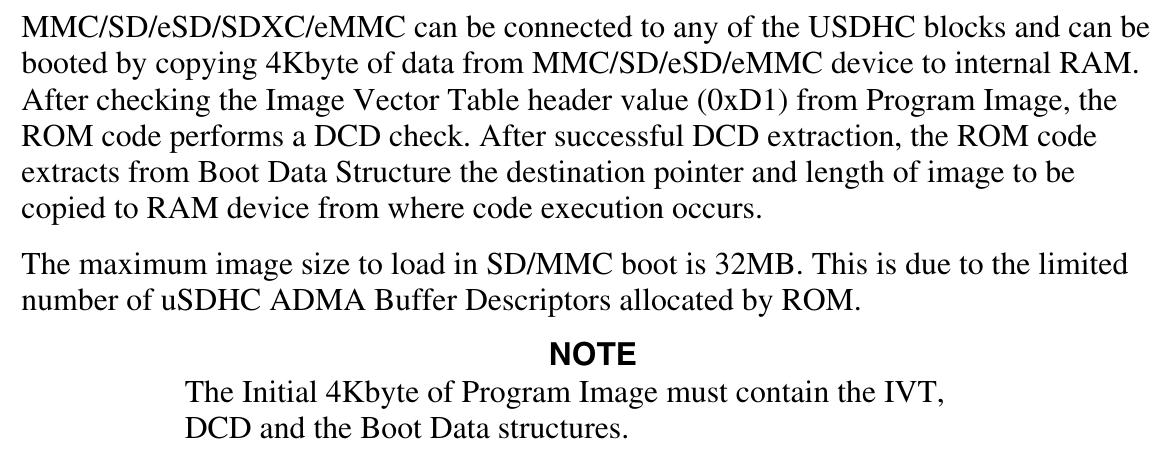 MMC/SD/eSD/SDXC/eMMC can be connected to any of the USDHC blocks and can be
booted by copying 4Kbyte of data from MMC/SD/eSD/eMMC device to internal RAM.
After checking the Image Vector Table header value (0xD1) from Program Image, the
ROM code performs a DCD check. After successful DCD extraction, the ROM code
extracts from Boot Data Structure the destination pointer and length of image to be
copied to RAM device from where code execution occurs.
The maximum image size to load in SD/MMC boot is 32MB. This is due to the limited
number of uSDHC ADMA Buffer Descriptors allocated by ROM.
NOTE
The Initial 4Kbyte of Program Image must contain the IVT,
DCD and the Boot Data structures.